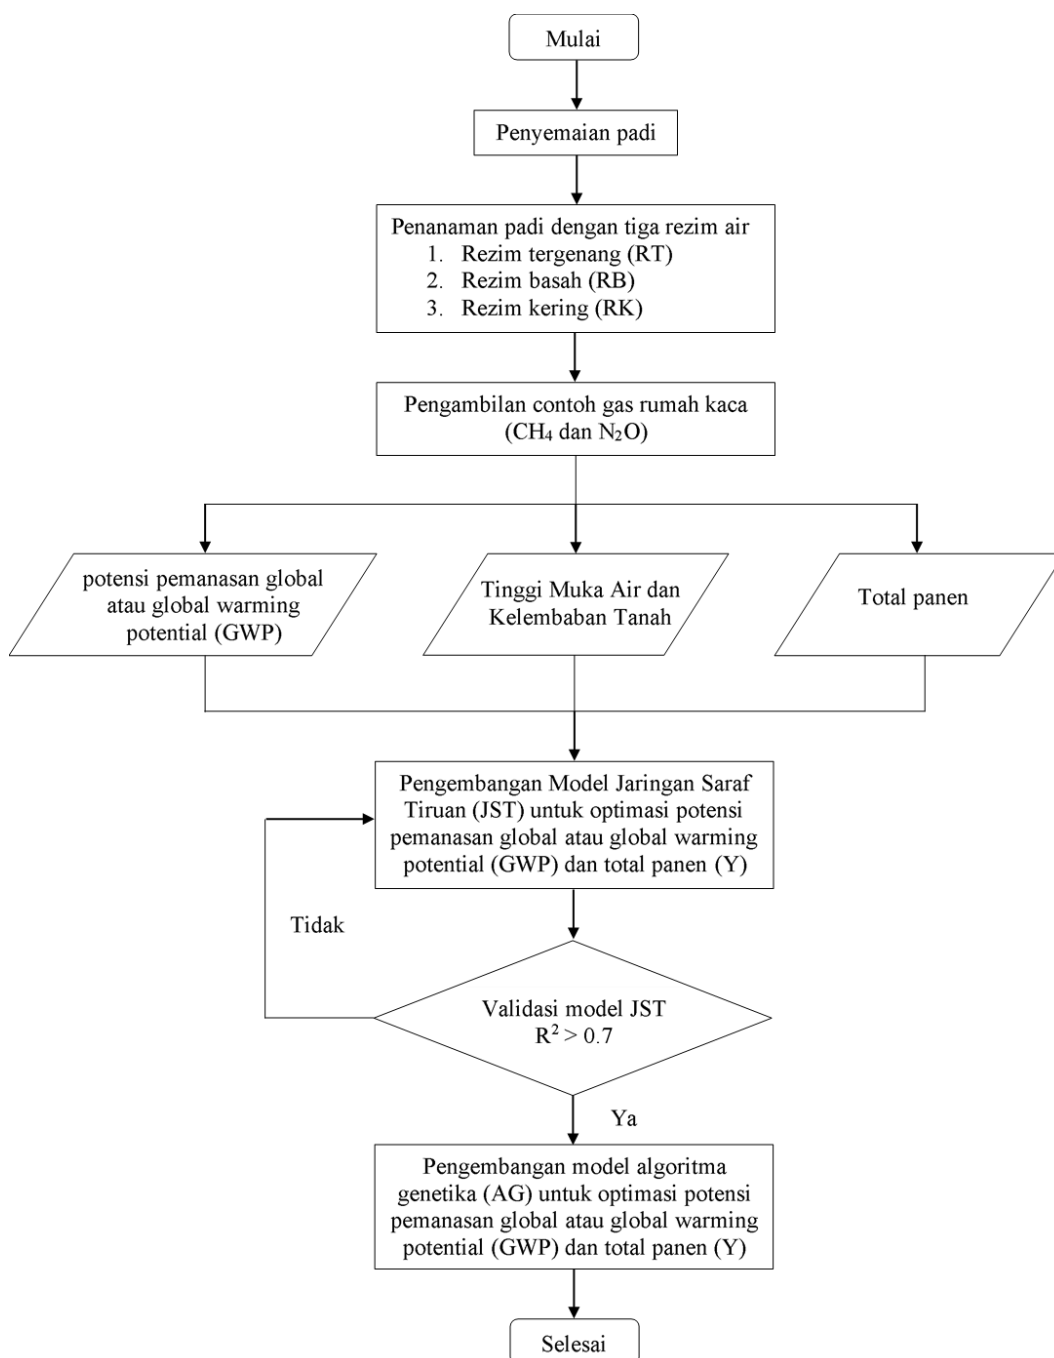 Mulai
Penyemaian padi
Penanaman padi dengan tiga rezim air
1. Rezim tergenang (RT)
2. Rezim basah (RB)
3. Rezim kering (RK)
Pengambilan contoh gas rumah kaca
(CH₄ dan N₂O)
potensi pemanasan global
atau global warming
potential (GWP)
Tinggi Muka Air dan
Kelembaban Tanah
Total panen
Pengembangan Model Jaringan Saraf
Tiruan (JST) untuk optimasi potensi
pemanasan global atau global warming
potential (GWP) dan total panen (Y)
Tidak
Validasi model JST
R² > 0.7
Ya
Pengembangan model algoritma
genetika (AG) untuk optimasi potensi
pemanasan global atau global warming
potential (GWP) dan total panen (Y)
Selesai